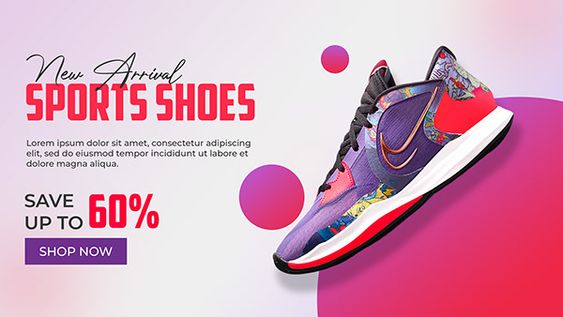 New Arrival
SPORTS SHOES
Lorem ipsum dolor sit amet, consectetur adipiscing
elit, sed do eiusmod tempor incididunt ut labore et
dolore magna aliqua.
SAVE
UP TO 60%
SHOP NOW